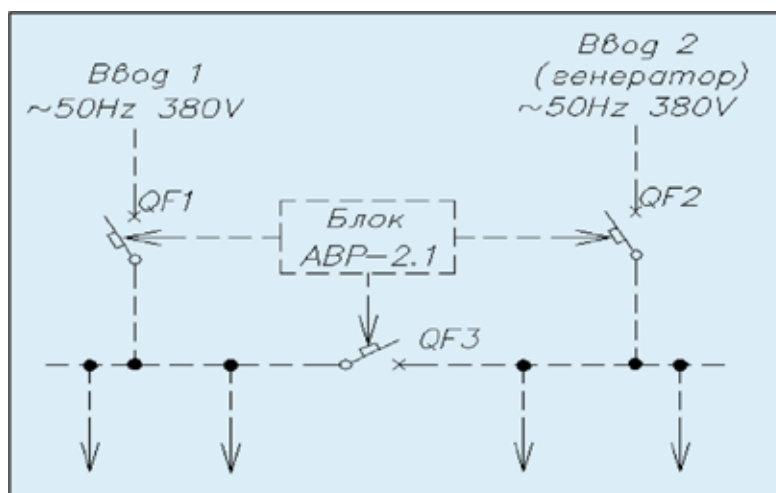 Ввод 1
~50Hz 380V
Ввод 2
(генератор)
~50Hz 380V
QF1
Блок
АВР-2.1
QF2
QF3